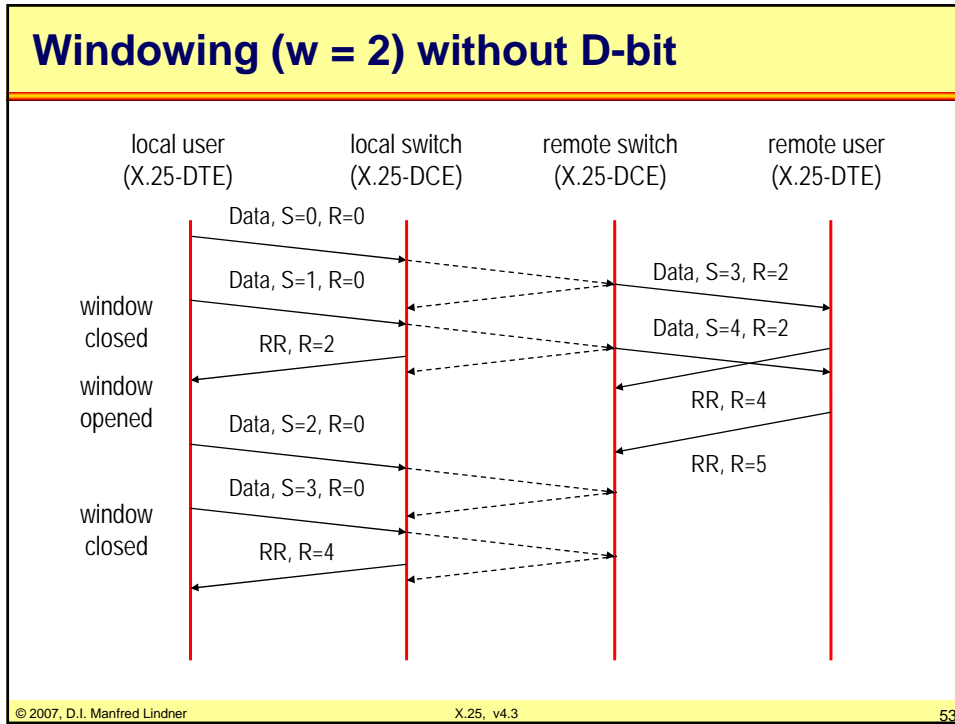 Windowing (w = 2) without D-bit
local user
(X.25-DTE)
local switch
(X.25-DCE)
remote switch
(X.25-DCE)
remote user
(X.25-DTE)
Data, S=0, R=0
Data, S=3, R=2
Data, S=1, R=0
window
closed
Data, S=4, R=2
RR, R=2
window
opened
RR, R=4
Data, S=2, R=0
RR, R=5
Data, S=3, R=0
window
closed
RR, R=4
© 2007, D.I. Manfred Lindner
X.25, v4.3
53